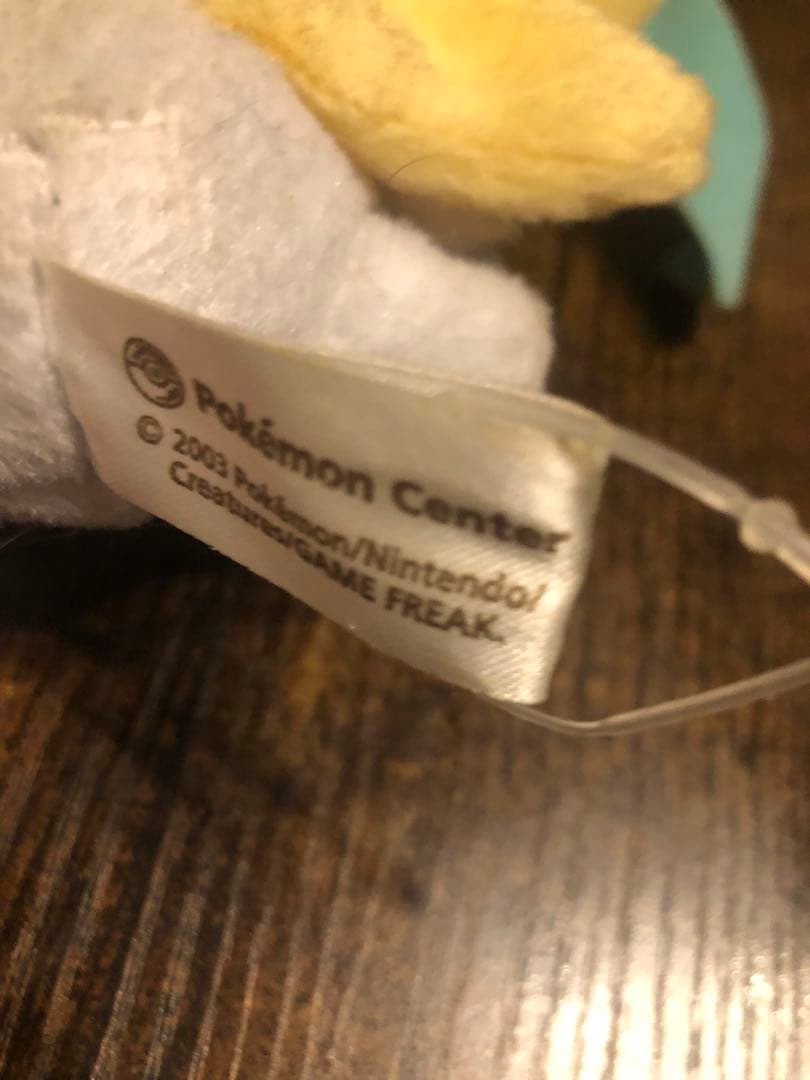 Pokémon Center
© 2003 Pokémon/Nintendo/
Creatures/GAME FREAK.